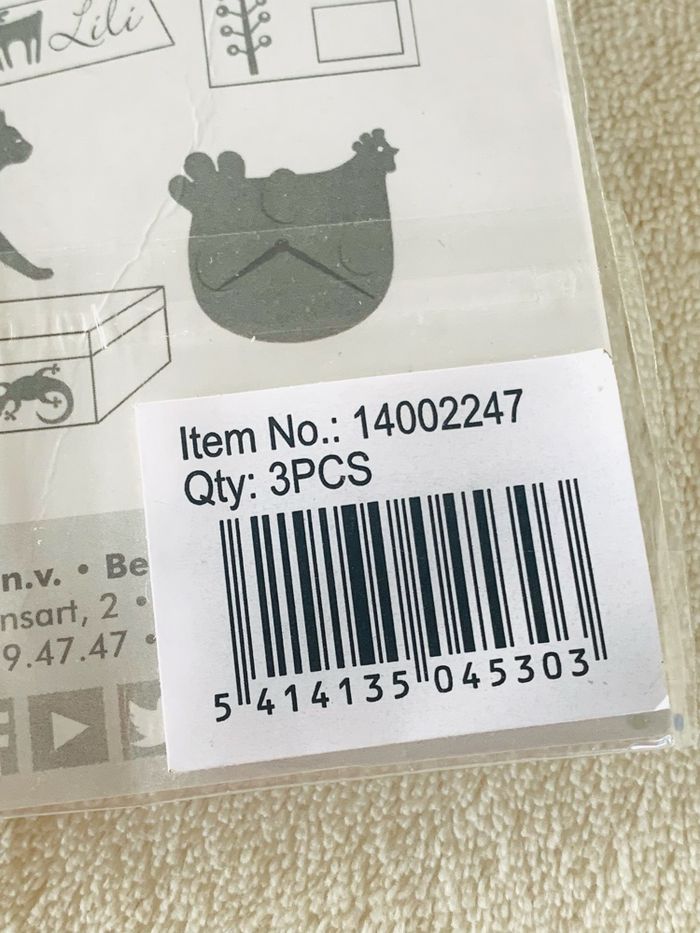 Lili
Item No.: 14002247
Qty: 3PCS
n.v. • Be
nsart, 2 •
9.47.47 •
5 414135 045303